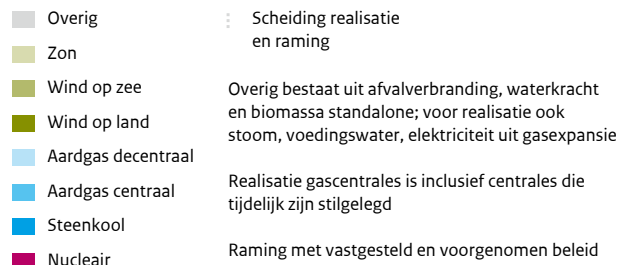 Overig
Zon
Wind op zee
Wind op land
Aardgas decentraal
Aardgas centraal
Steenkool
Nucleair
Scheiding realisatie
en raming
Overig bestaat uit afvalverbranding, waterkracht
en biomassa standalone; voor realisatie ook
stoom, voedingswater, elektriciteit uit gasexpansie
Realisatie gascentrales is inclusief centrales die
tijdelijk zijn stilgelegd
Raming met vastgesteld en voorgenomen beleid